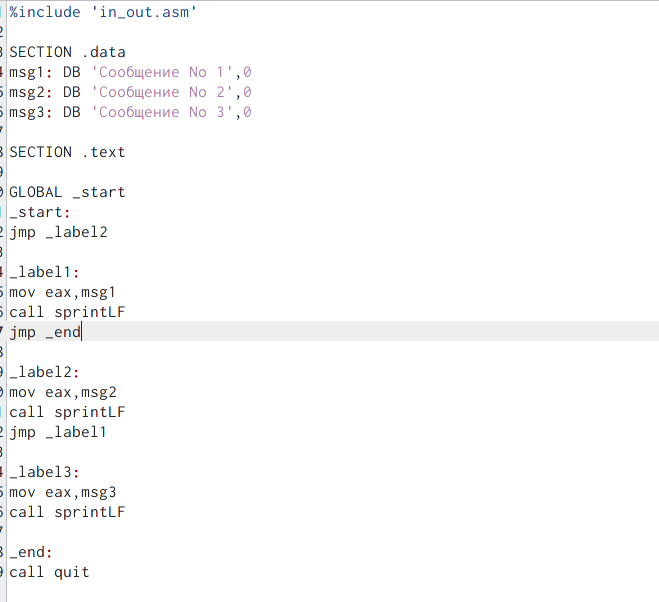 %include 'in_out.asm'
SECTION .data
msg1: DB 'Сообщение No 1',0
msg2: DB 'Сообщение No 2',0
msg3: DB 'Сообщение No 3',0
SECTION .text
GLOBAL _start
_start:
jmp _label2
_label1:
mov eax,msg1
call sprintLF
jmp _end
_label2:
mov eax,msg2
call sprintLF
jmp _label1
_label3:
mov eax,msg3
call sprintLF
_end:
call quit